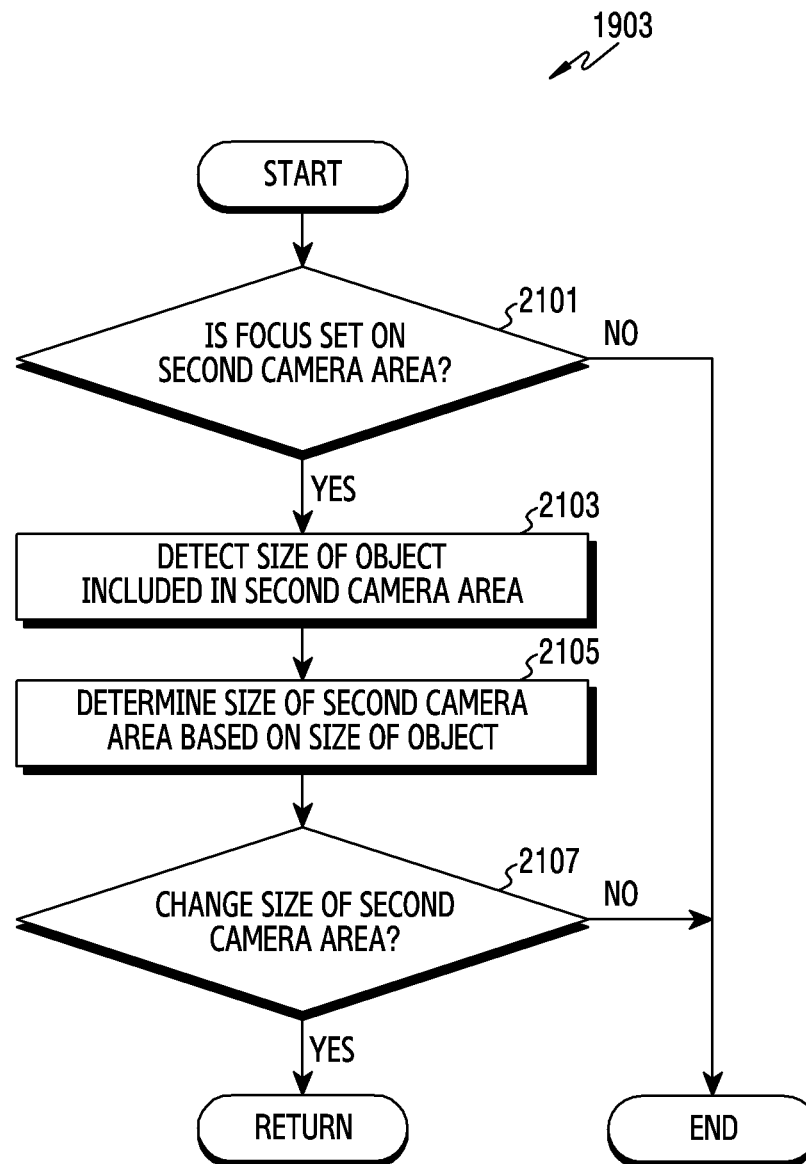 1903
START
2101
IS FOCUS SET ON
SECOND CAMERA AREA?
NO
YES
2103
DETECT SIZE OF OBJECT
INCLUDED IN SECOND CAMERA AREA
2105
DETERMINE SIZE OF SECOND CAMERA
AREA BASED ON SIZE OF OBJECT
2107
CHANGE SIZE OF SECOND
CAMERA AREA?
NO
YES
RETURN
END